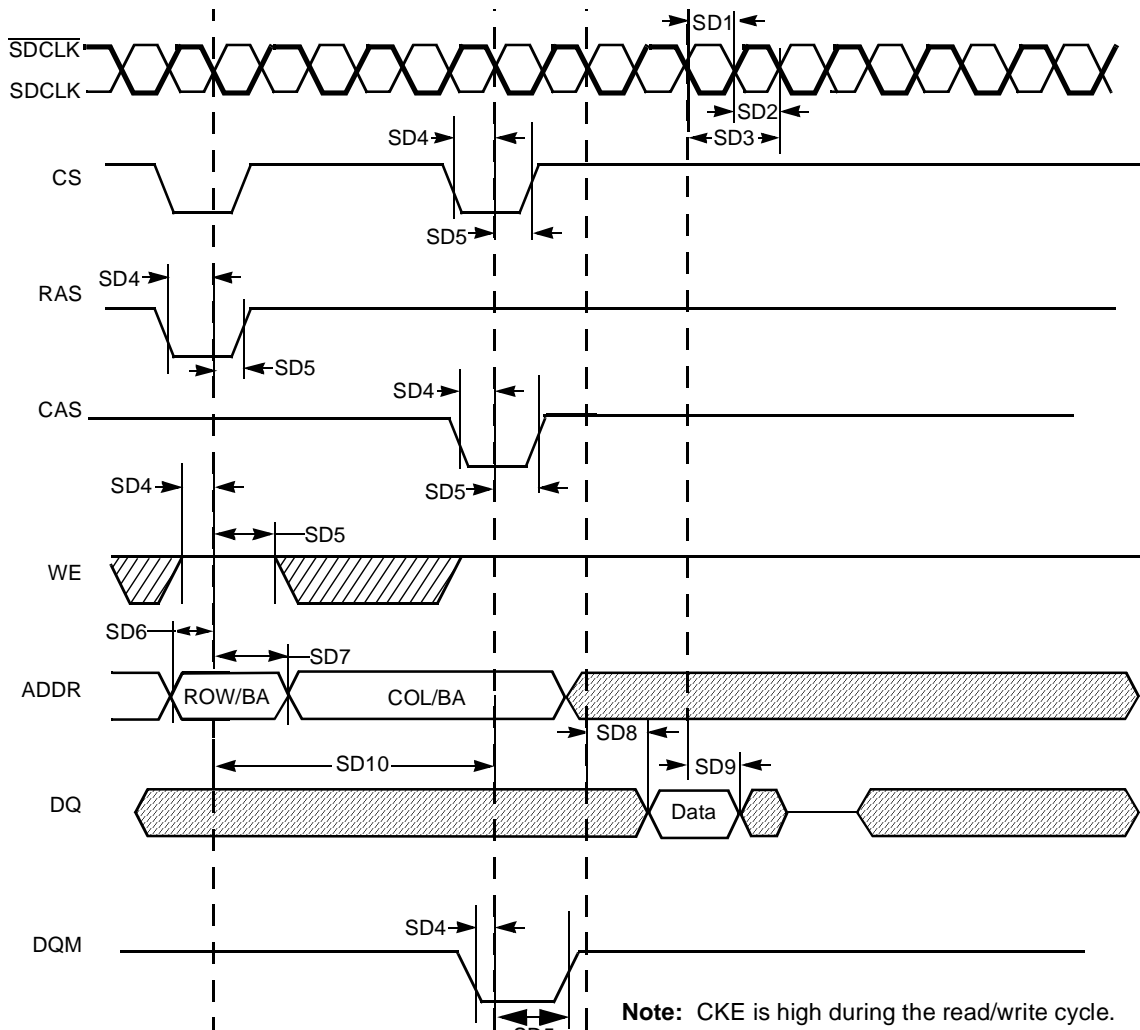 SD1
SDCLK
SDCLK
SD2
SD4
SD3
CS
SD5
SD4
RAS
SD5
SD4
CAS
SD4
SD5
SD5
WE
SD6
SD7
ADDR
ROW/BA
COL/BA
SD8
SD10
SD9
DQ
Data
SD4
DQM
Note: CKE is high during the read/write cycle.